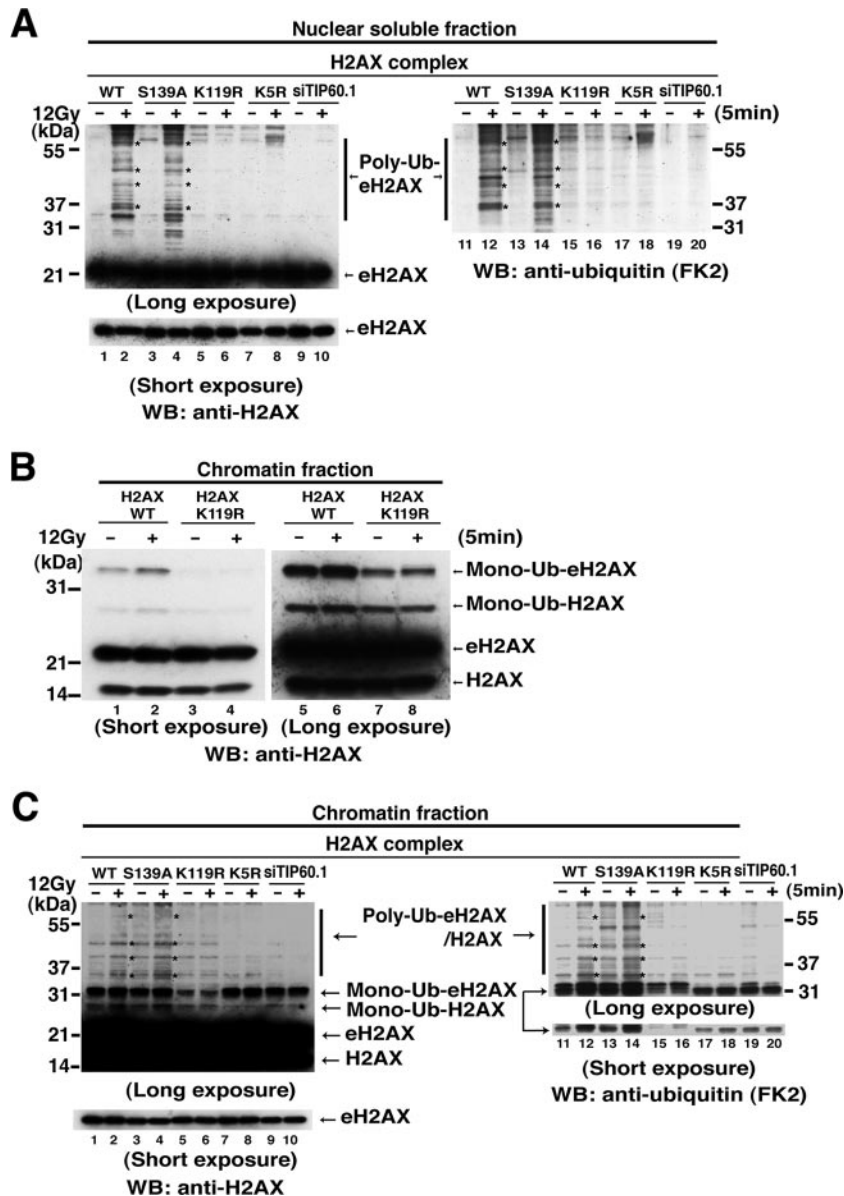 A
Nuclear soluble fraction
H2AX complex
WT S139A K119R K5R siTIP60.1
12Gy - + - + - + - + - +
(kDa)
55
37
31
21
Poly-Ub-
eH2AX
eH2AX
(Long exposure)
eH2AX
1 2 3 4 5 6 7 8 9 10
(Short exposure)
WB: anti-H2AX
WT S139A K119R K5R siTIP60.1
- + - + - + - + - + (5min)
55
37
31
11 12 13 14 15 16 17 18 19 20
WB: anti-ubiquitin (FK2)
B
Chromatin fraction
H2AX WT
H2AX K119R
H2AX WT
H2AX K119R
12Gy - + - + - + - + (5min)
(kDa)
31
21
14
Mono-Ub-eH2AX
Mono-Ub-H2AX
eH2AX
H2AX
1 2 3 4 5 6 7 8
(Short exposure) (Long exposure)
WB: anti-H2AX
C
Chromatin fraction
H2AX complex
WT S139A K119R K5R siTIP60.1
12Gy - + - + - + - + - +
(kDa)
55
37
31
21
14
Poly-Ub-eH2AX
/H2AX
Mono-Ub-eH2AX
Mono-Ub-H2AX
eH2AX
H2AX
(Long exposure)
eH2AX
1 2 3 4 5 6 7 8 9 10
(Short exposure)
WB: anti-H2AX
WT S139A K119R K5R siTIP60.1
- + - + - + - + - + (5min)
55
37
31
(Long exposure)
11 12 13 14 15 16 17 18 19 20
(Short exposure)
WB: anti-ubiquitin (FK2)